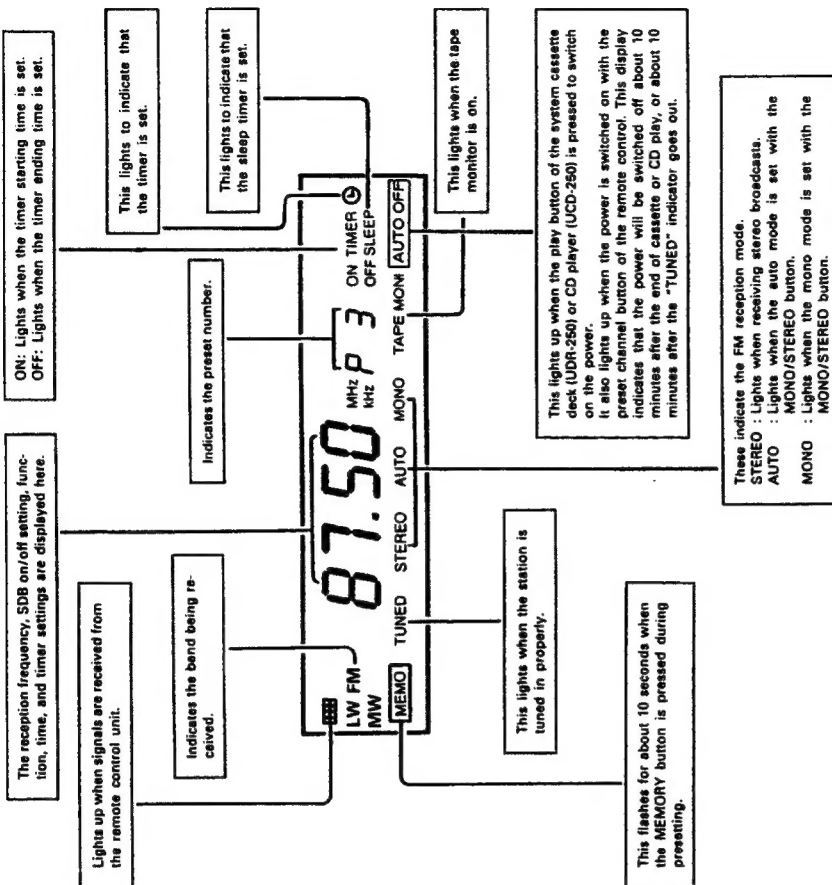 The reception frequency, SDB on/off setting, func-
tion, time, and timer settings are displayed here.
ON: Lights when the timer starting time is set.
OFF: Lights when the timer ending time is set.
Lights up when signals are received from
the remote control unit.
Indicates the preset number.
This lights to indicate that
the timer is set.
Indicates the band being re-
ceived.
This lights to indicate that
the sleep timer is set.
LW FM
MW
87.50
MHz
kHz
P 3
ON TIMER
OFF SLEEP
MEMO TUNED STEREO AUTO MONO TAPE MONI AUTO OFF
This lights when the station is
tuned in properly.
This lights when the tape
monitor is on.
This flashes for about 10 seconds when
the MEMORY button is pressed during
presetting.
This lights up when the play button of the system cassette
deck (UDR-250) or CD player (UCD-250) is pressed to switch
on the power.
It also lights up when the power is switched on with the
preset channel button of the remote control. This display
indicates that the power will be switched off about 10
minutes after the end of cassette or CD play, or about 10
minutes after the "TUNED" indicator goes out.
These indicate the FM reception mode.
STEREO : Lights when receiving stereo broadcasts.
AUTO : Lights when the auto mode is set with the
MONO/STEREO button.
MONO : Lights when the mono mode is set with the
MONO/STEREO button.